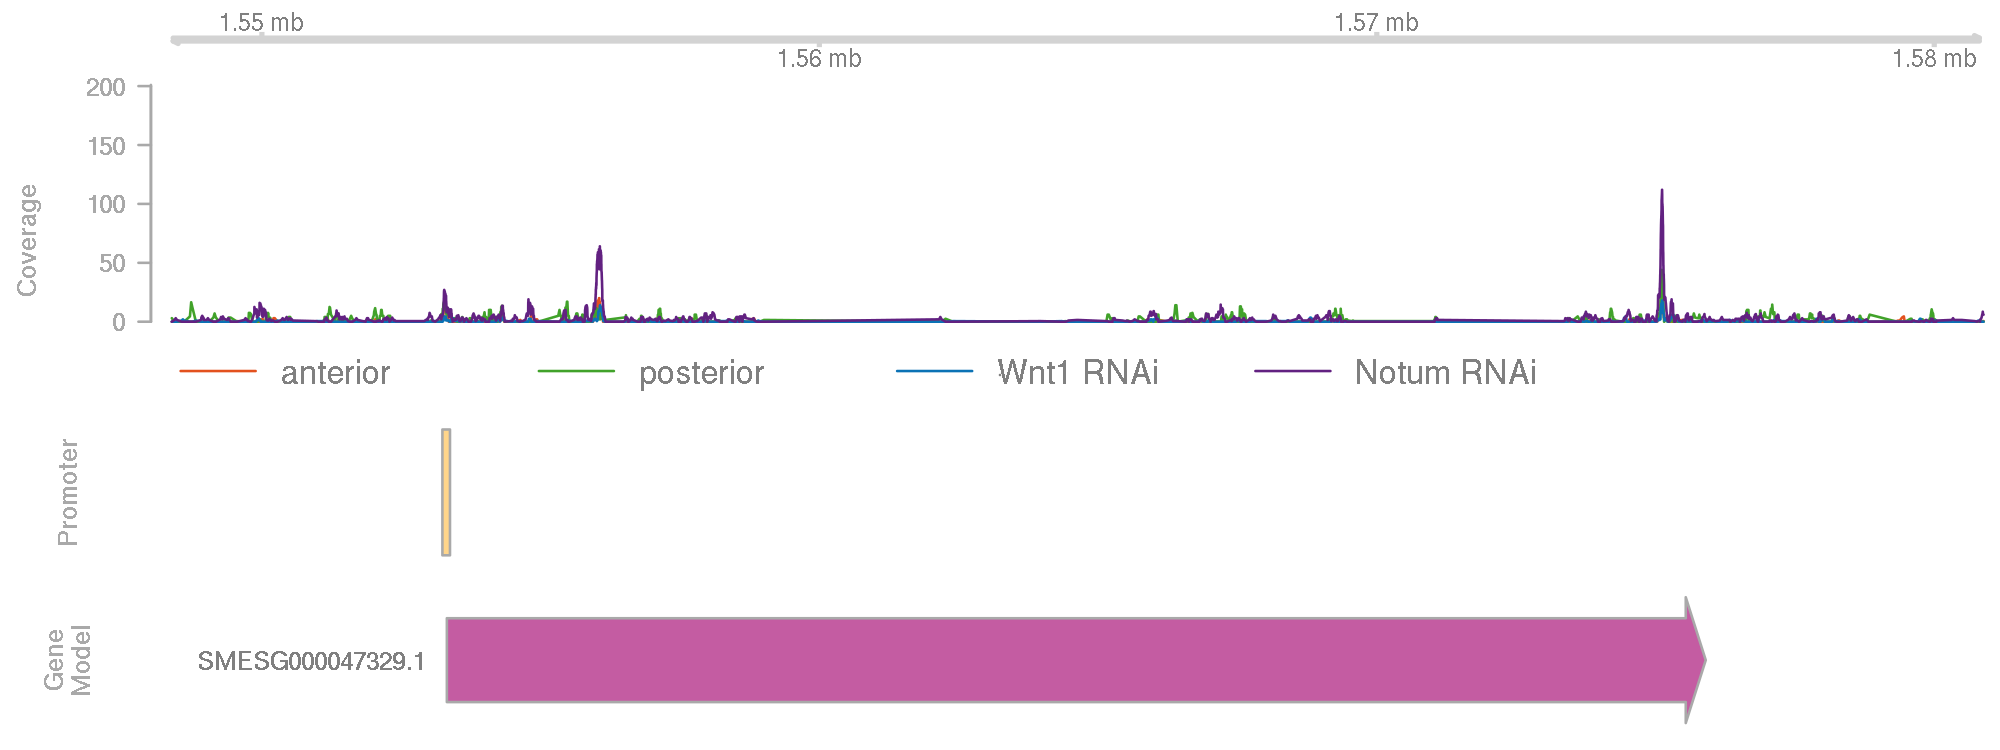 1.55 mb
1.57 mb
1.56 mb
1.58 mb
200
150
100
50
0
Coverage
anterior posterior Wnt1 RNAi Notum RNAi
Promoter
Gene
Model
SMESG000047329.1